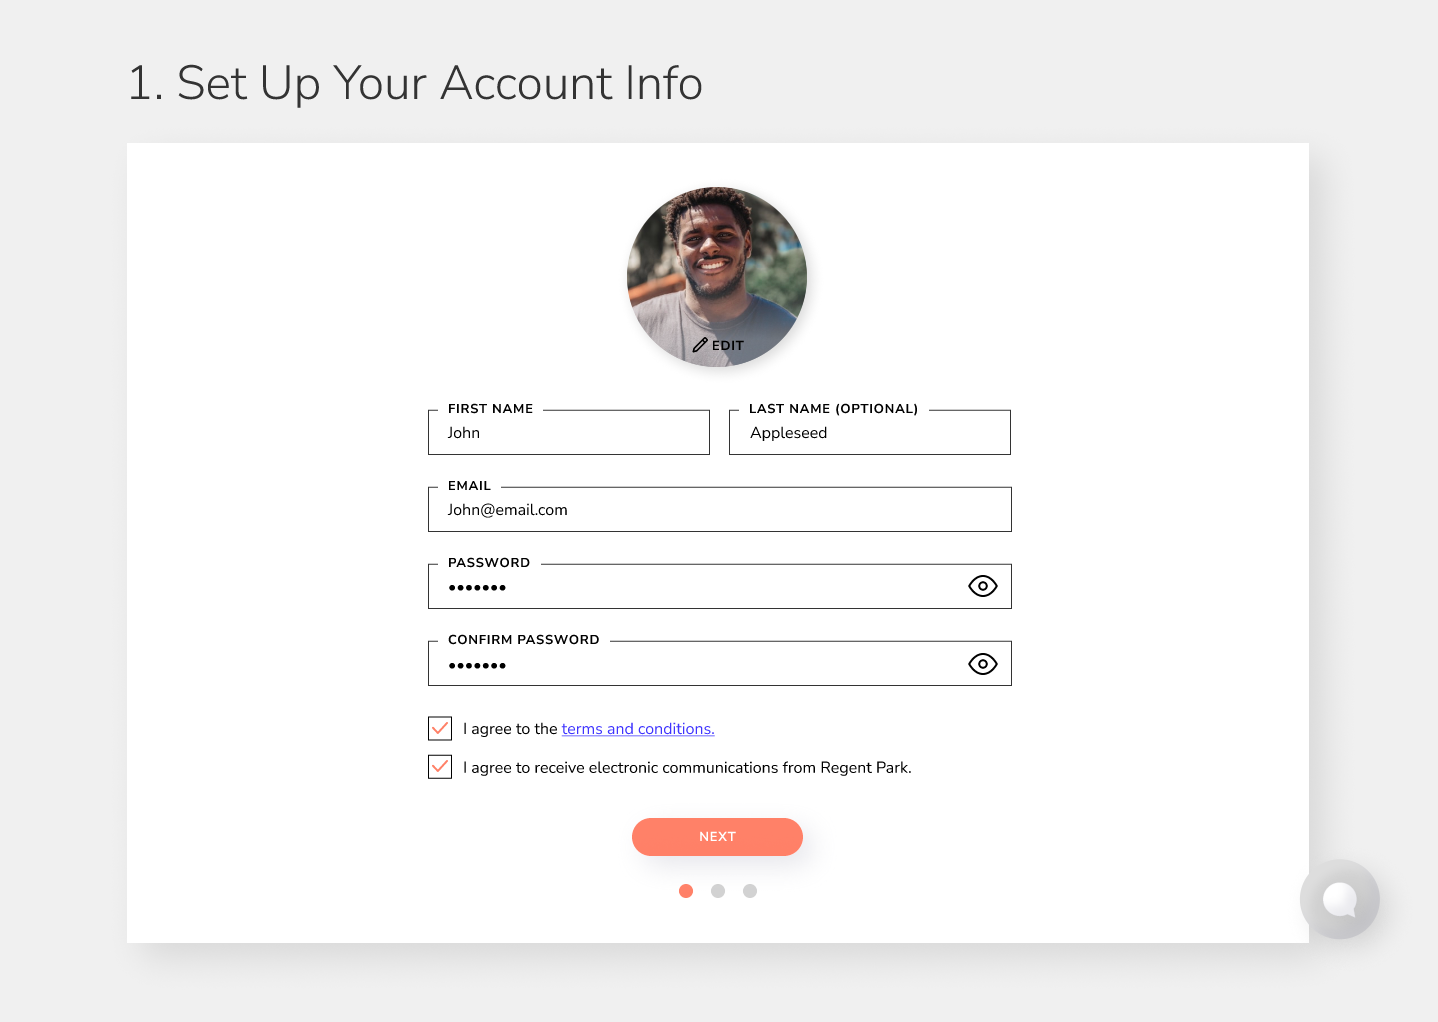 1. Set Up Your Account Info
EDIT
FIRST NAME
John
LAST NAME (OPTIONAL)
Appleseed
EMAIL
John@email.com
PASSWORD
•••••••
CONFIRM PASSWORD
•••••••
I agree to the terms and conditions.
I agree to receive electronic communications from Regent Park.
NEXT